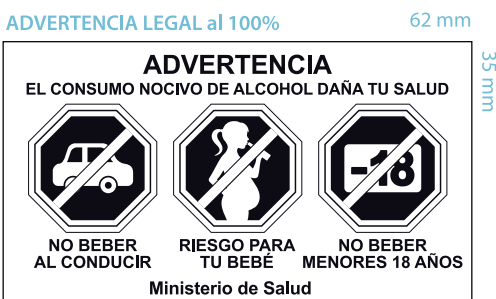 ADVERTENCIA LEGAL al 100%
62 mm
35 mm
ADVERTENCIA
EL CONSUMO NOCIVO DE ALCOHOL DAÑA TU SALUD
-18
NO BEBER
AL CONDUCIR
RIESGO PARA
TU BEBÉ
NO BEBER
MENORES 18 AÑOS
Ministerio de Salud